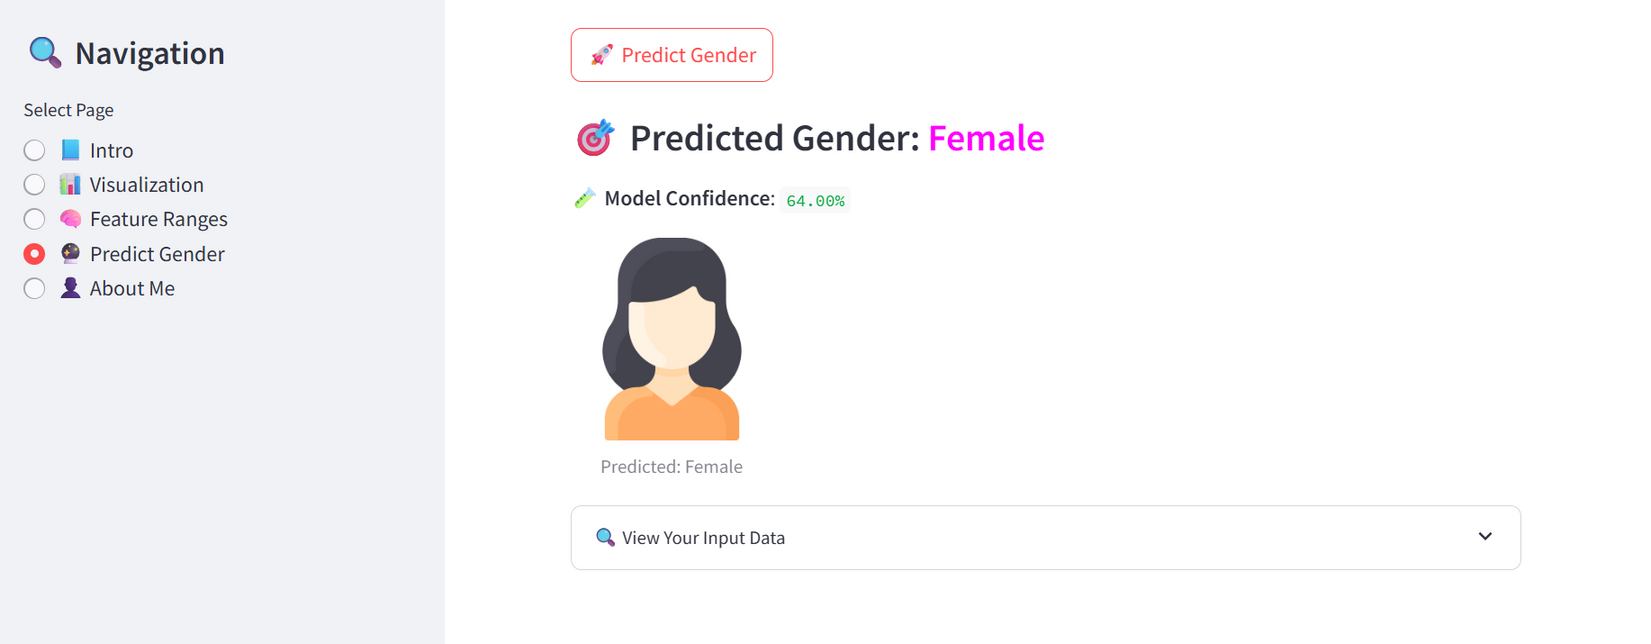 Navigation
Select Page
Intro
Visualization
Feature Ranges
Predict Gender
About Me
Predict Gender
Predicted Gender: Female
Model Confidence: 64.00%
Predicted: Female
View Your Input Data